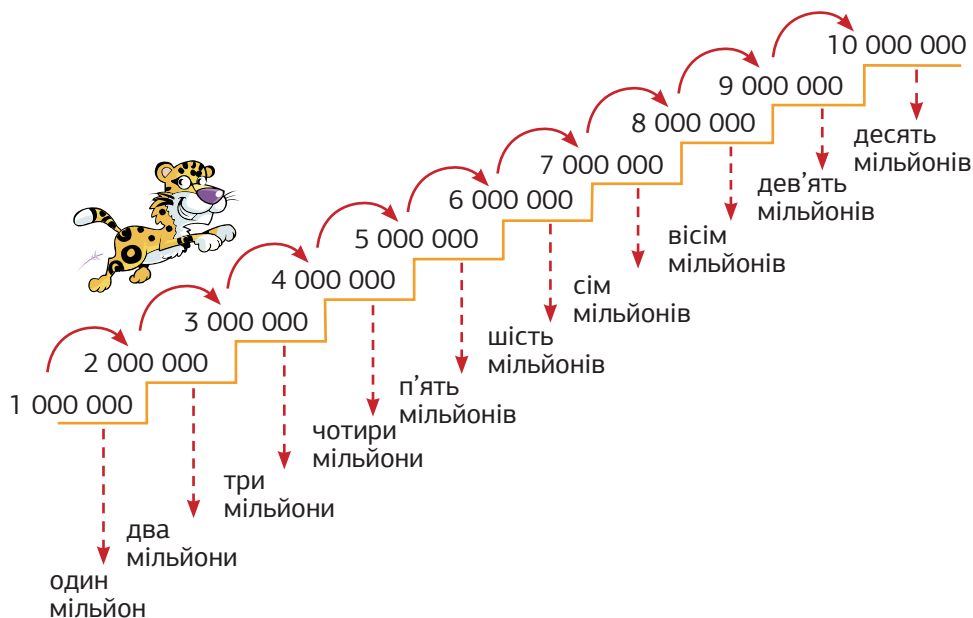 10 000 000
9 000 000
8 000 000
7 000 000
6 000 000
5 000 000
4 000 000
3 000 000
2 000 000
1 000 000
десять
мільйонів
дев’ять
мільйонів
вісім
мільйонів
сім
мільйонів
шість
мільйонів
п’ять
мільйонів
чотири
мільйони
три
мільйони
два
мільйони
один
мільйон